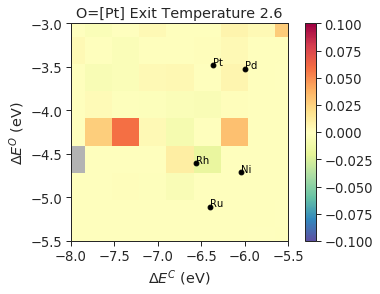 O=[Pt] Exit Temperature 2.6
−3.0
−3.5
−4.0
−4.5
−5.0
−5.5
ΔE^O (eV)
Pt
Pd
Rh
Ni
Ru
−8.0 −7.5 −7.0 −6.5 −6.0 −5.5
ΔE^C (eV)
0.100
0.075
0.050
0.025
0.000
−0.025
−0.050
−0.075
−0.100